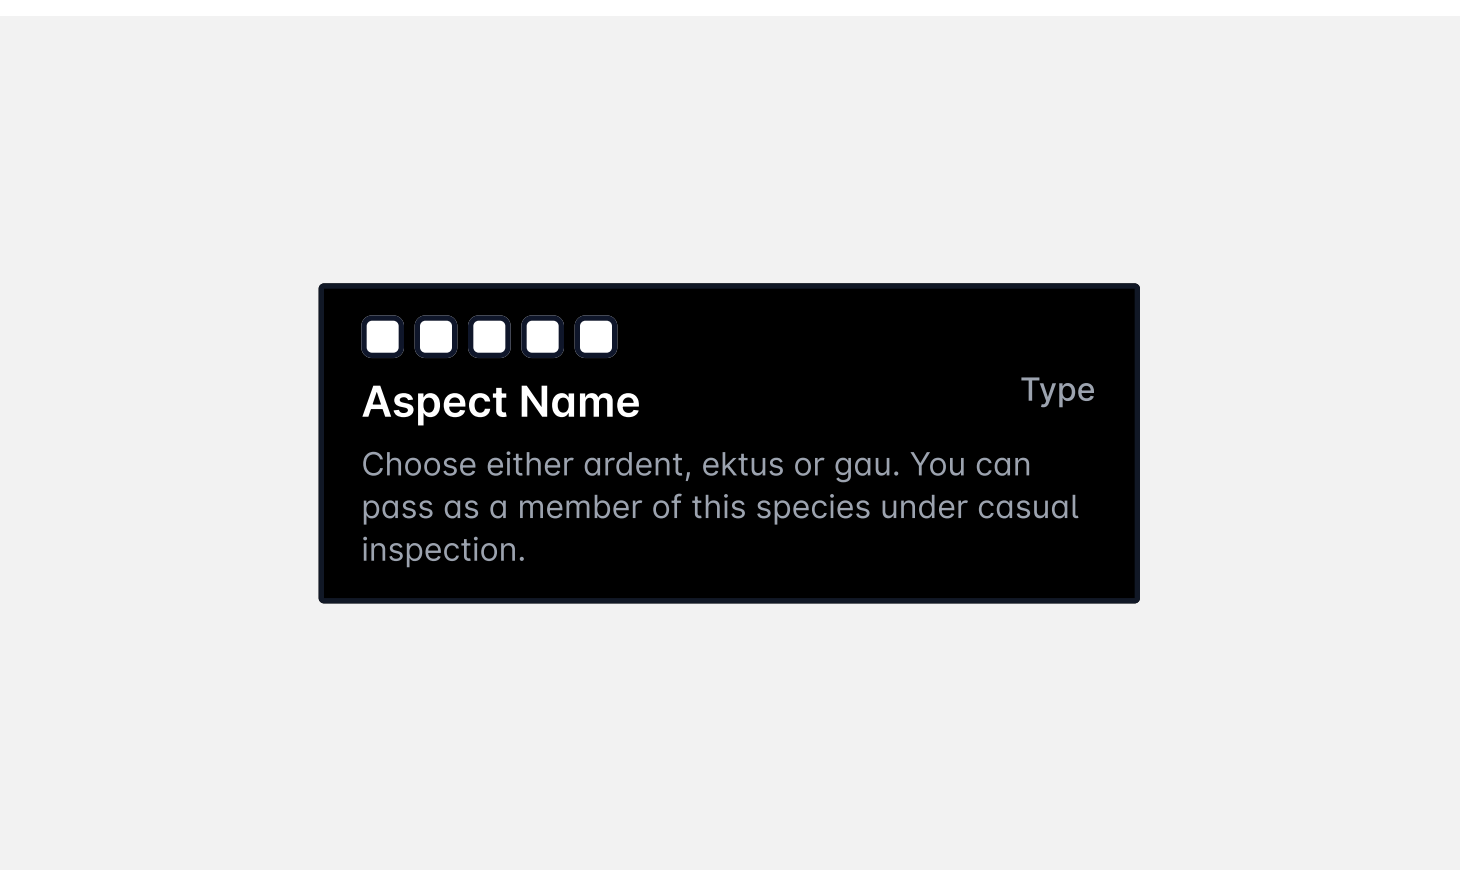 Aspect Name
Type
Choose either ardent, ektus or gau. You can
pass as a member of this species under casual
inspection.